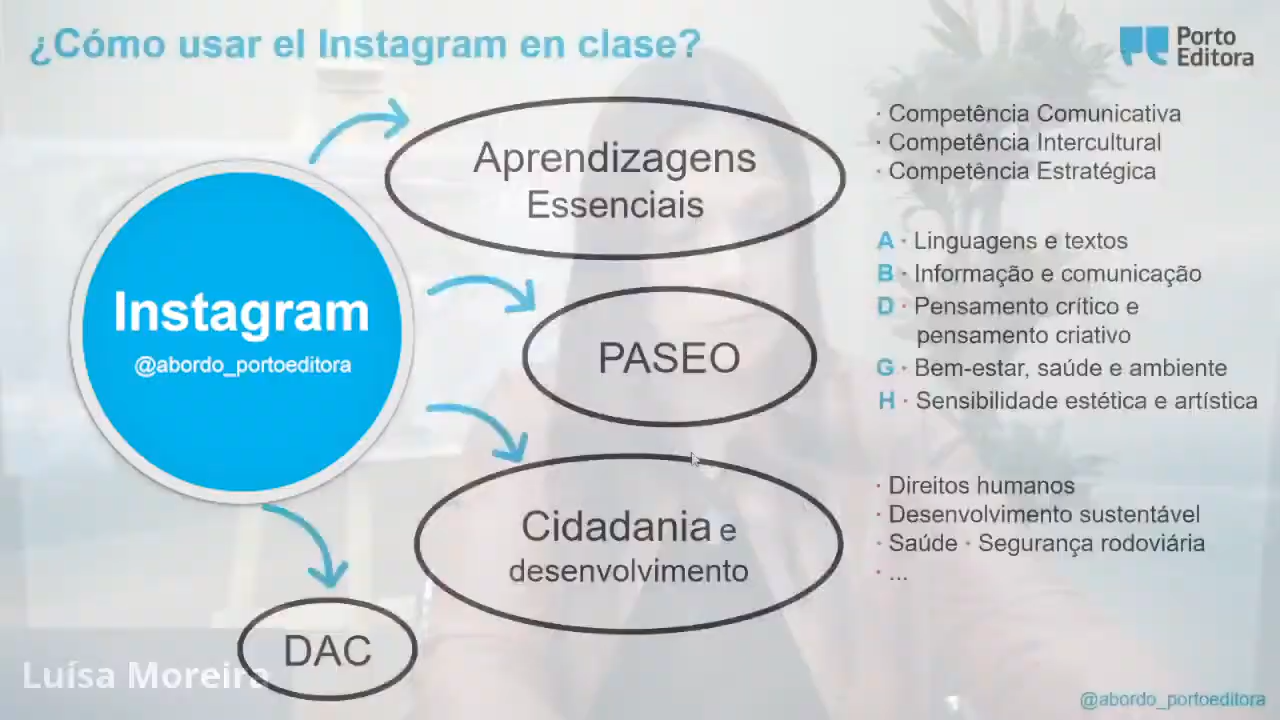 ¿Cómo usar el Instagram en clase?
Porto
Editora
Instagram
@abordo_portoeditora
Aprendizagens
Essenciais
· Competência Comunicativa
· Competência Intercultural
· Competência Estratégica
PASEO
A · Linguagens e textos
B · Informação e comunicação
D · Pensamento crítico e
pensamento criativo
G · Bem-estar, saúde e ambiente
H · Sensibilidade estética e artística
Cidadania e
desenvolvimento
· Direitos humanos
· Desenvolvimento sustentável
· Saúde · Segurança rodoviária
· ...
DAC
Luísa Moreira
@abordo_portoeditora